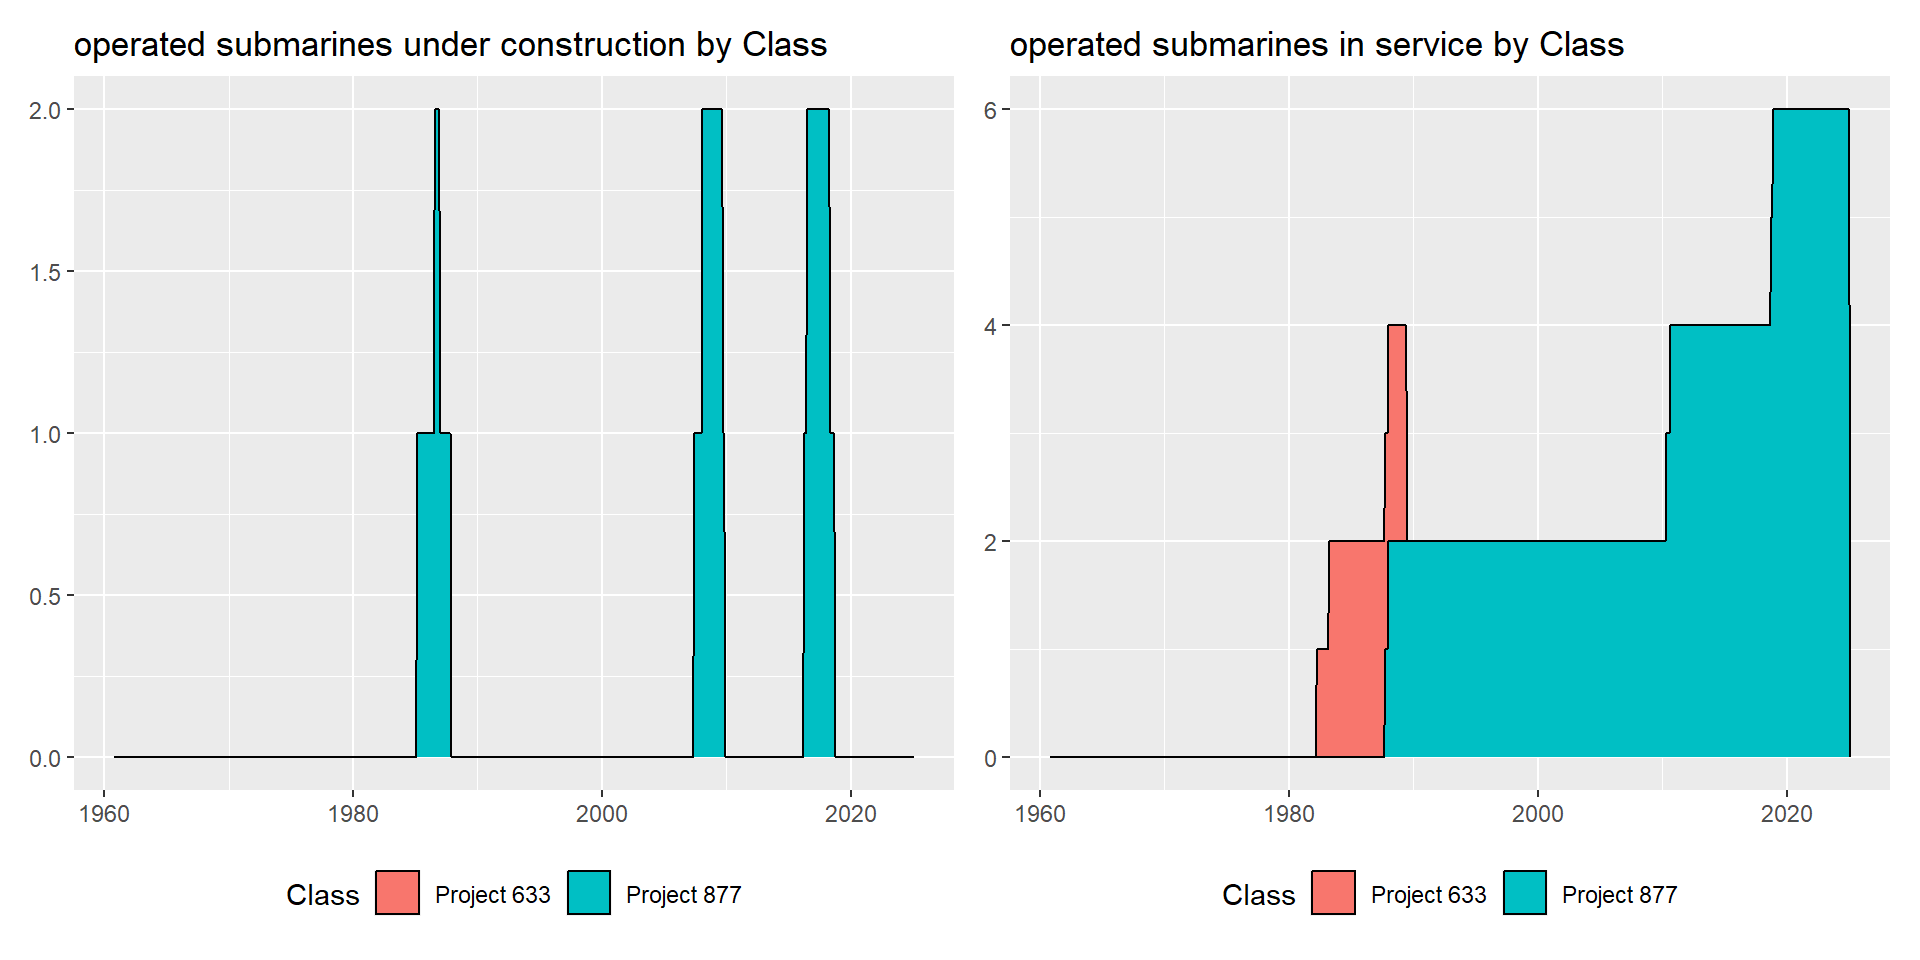 operated submarines under construction by Class
2.0
1.5
1.0
0.5
0.0
1960 1980 2000 2020
Class Project 633 Project 877
operated submarines in service by Class
6
4
2
0
1960 1980 2000 2020
Class Project 633 Project 877